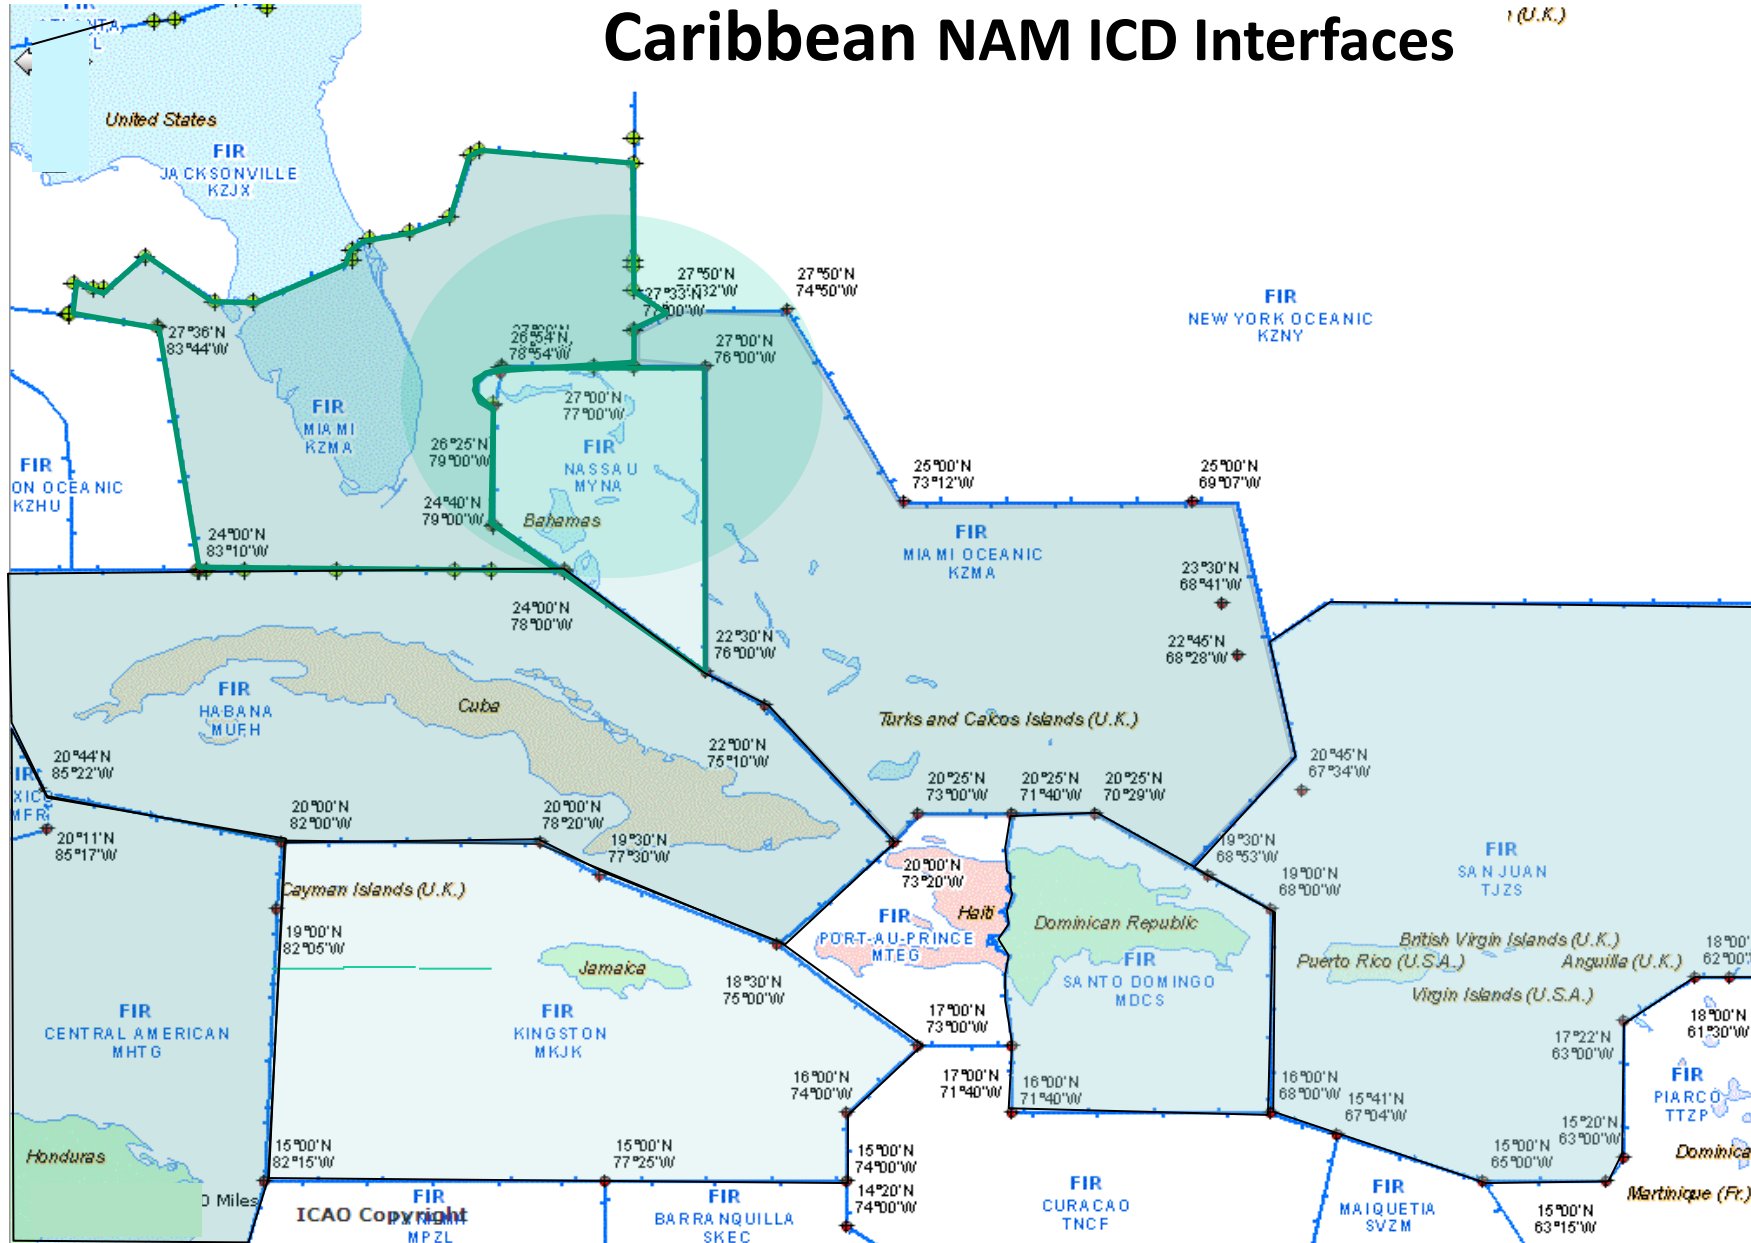 Caribbean NAM ICD Interfaces
(U.K.)
FIR
United States
FIR
JACKSONVILLE
KZJX
27°50'N
27°50'N
74°50'W
27°33'N
77°00'W
FIR
NEW YORK OCEANIC
KZNY
27°36'N
83°44'W
26°54'N,
78°54'W
27°00'N
76°00'W
27°00'N
77°00'W
FIR
MIAMI
KZMA
26°25'N
79°00'W
FIR
NASSAU
MYNA
FIR
ON OCEANIC
KZHU
25°00'N
73°12'W
25°00'N
69°07'W
24°40'N
79°00'W
Bahamas
24°00'N
83°10'W
FIR
MIAMI OCEANIC
KZMA
23°30'N
68°41'W
24°00'N
78°00'W
22°30'N
76°00'W
22°45'N
68°28'W
FIR
HABANA
MUFH
Cuba
Turks and Caicos Islands (U.K.)
22°00'N
75°10'W
20°44'N
85°22'W
20°45'N
67°34'W
20°25'N
73°00'W
20°25'N
71°40'W
20°25'N
70°29'W
20°00'N
82°00'W
20°00'N
78°20'W
20°11'N
85°17'W
19°30'N
77°30'W
19°30'N
68°53'W
FIR
SAN JUAN
TJZS
20°00'N
73°20'W
19°00'N
68°00'W
Cayman Islands (U.K.)
19°00'N
82°05'W
FIR
PORT-AU-PRINCE
MTEG
Haiti
Dominican Republic
British Virgin Islands (U.K.)
Puerto Rico (U.S.A.)
Anguilla (U.K.)
Virgin Islands (U.S.A.)
18°00'
62°00'
Jamaica
18°30'N
75°00'W
FIR
SANTO DOMINGO
MDCS
FIR
CENTRAL AMERICAN
MHTG
FIR
KINGSTON
MKJK
17°00'N
73°00'W
18°00'N
61°30'W
17°22'N
63°00'W
16°00'N
74°00'W
17°00'N
71°40'W
16°00'N
71°40'W
16°00'N
68°00'W
15°41'N
67°04'W
FIR
PIARCO
TTZP
15°20'N
63°00'W
Honduras
15°00'N
82°15'W
15°00'N
77°25'W
15°00'N
74°00'W
14°20'N
74°00'W
15°00'N
65°00'W
Dominica
Martinique (Fr.)
0 Miles
ICAO Copyright
FIR
MPZL
FIR
BARRANQUILLA
SKEC
FIR
CURACAO
TNCF
FIR
MAIQUETIA
SVZM
15°00'N
63°15'W